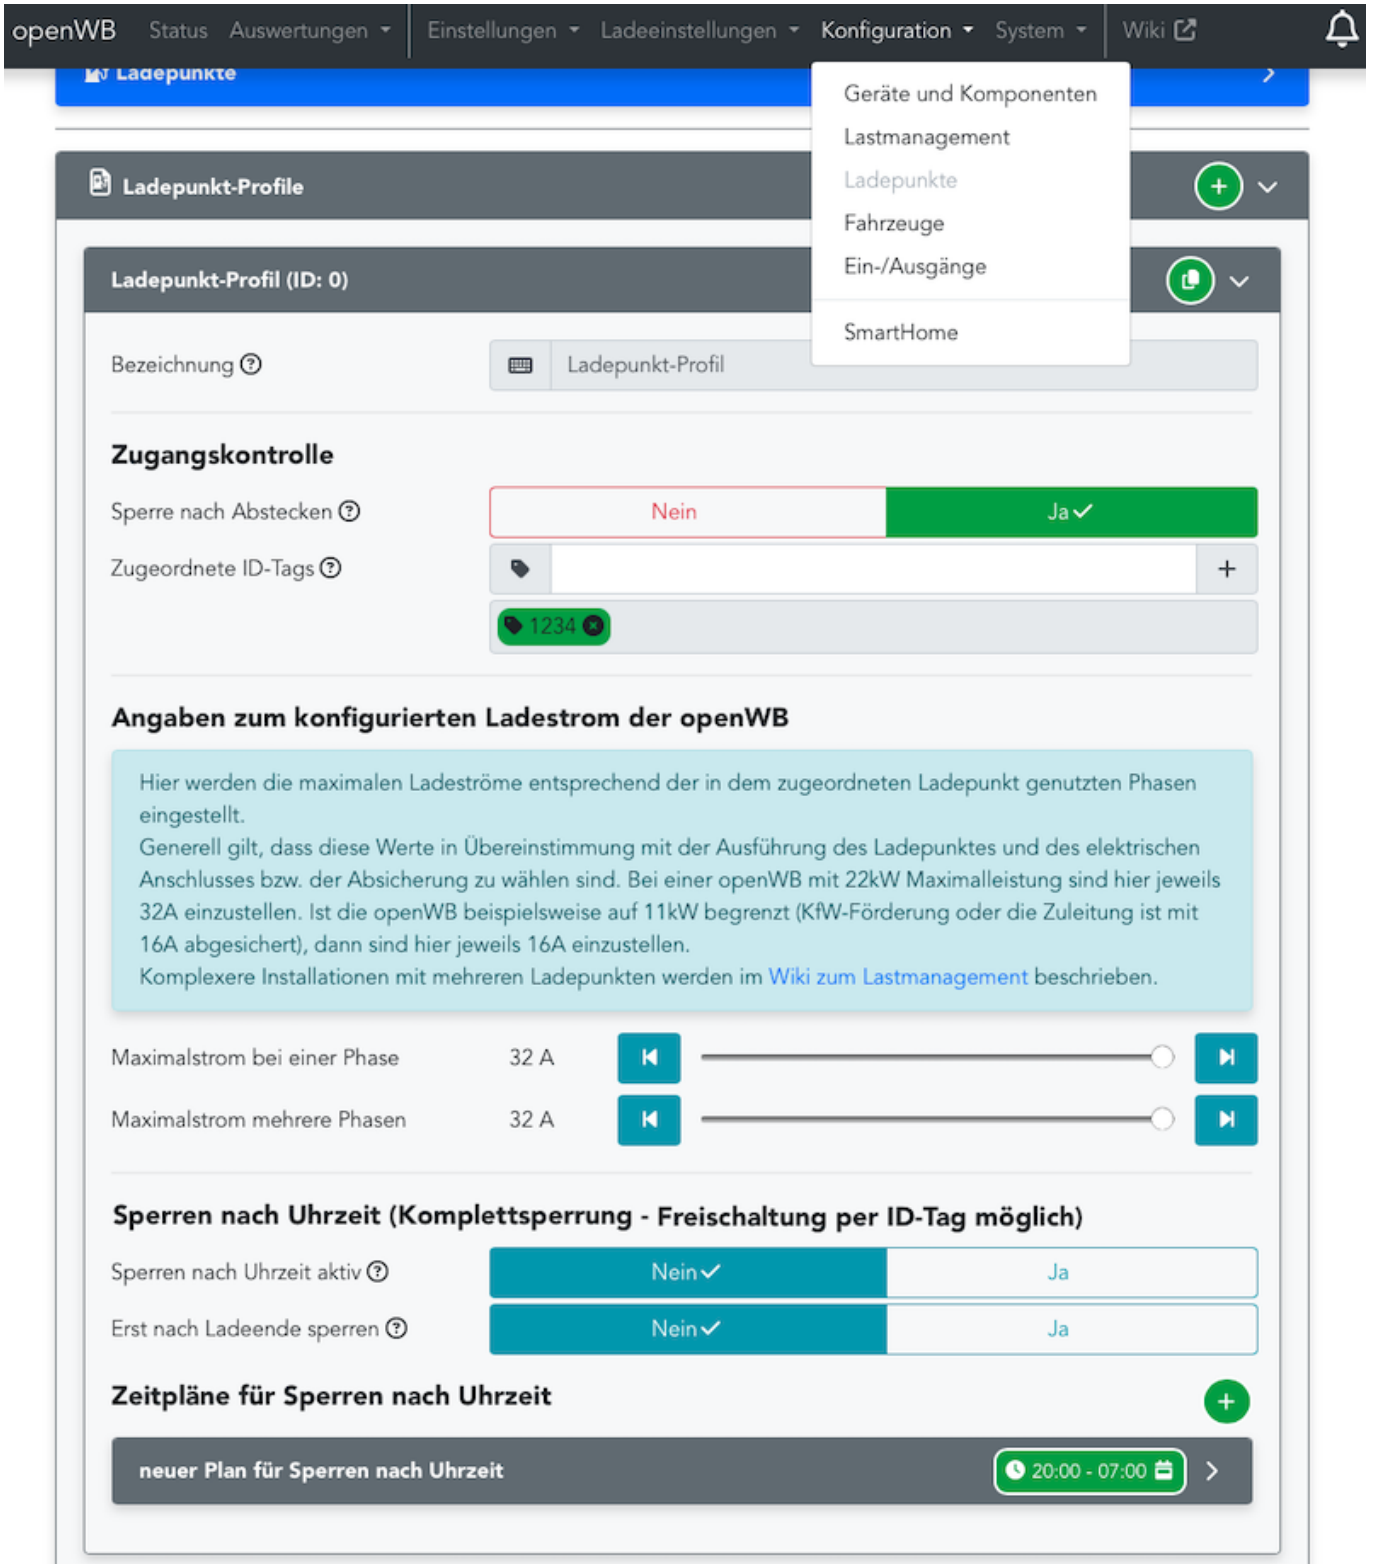 openWB Status Auswertungen Einstellungen Ladeeinstellungen Konfiguration System Wiki
Ladepunkte
Geräte und Komponenten
Lastmanagement
Ladepunkte
Fahrzeuge
Ein-/Ausgänge
SmartHome
Ladepunkt-Profile
Ladepunkt-Profil (ID: 0)
Bezeichnung Ladepunkt-Profil
Zugangskontrolle
Sperre nach Abstecken Nein Ja
Zugeordnete ID-Tags
1234
Angaben zum konfigurierten Ladestrom der openWB
Hier werden die maximalen Ladeströme entsprechend der in dem zugeordneten Ladepunkt genutzten Phasen
eingestellt.
Generell gilt, dass diese Werte in Übereinstimmung mit der Ausführung des Ladepunktes und des elektrischen
Anschlusses bzw. der Absicherung zu wählen sind. Bei einer openWB mit 22kW Maximalleistung sind hier jeweils
32A einzustellen. Ist die openWB beispielsweise auf 11kW begrenzt (KfW-Förderung oder die Zuleitung ist mit
16A abgesichert), dann sind hier jeweils 16A einzustellen.
Komplexere Installationen mit mehreren Ladepunkten werden im Wiki zum Lastmanagement beschrieben.
Maximalstrom bei einer Phase 32 A
Maximalstrom mehrere Phasen 32 A
Sperren nach Uhrzeit (Komplettsperrung - Freischaltung per ID-Tag möglich)
Sperren nach Uhrzeit aktiv Nein Ja
Erst nach Ladeende sperren Nein Ja
Zeitpläne für Sperren nach Uhrzeit
neuer Plan für Sperren nach Uhrzeit 20:00 - 07:00